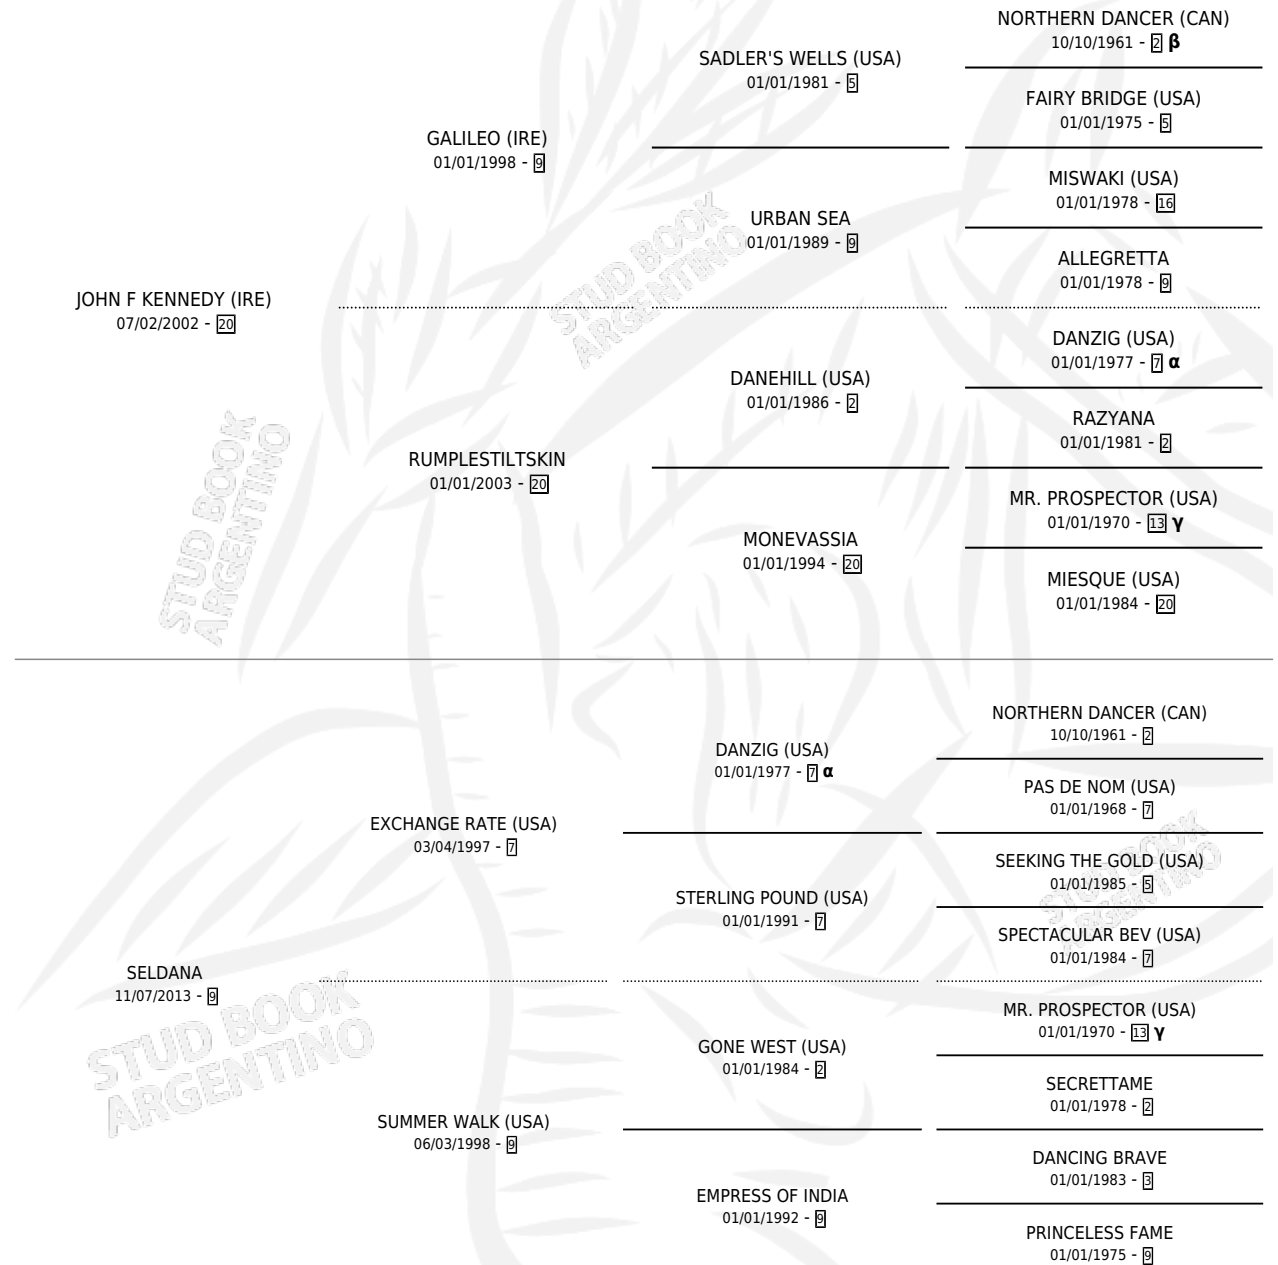 NORTHERN DANCER (CAN)
10/10/1961 - 2 β
SADLER'S WELLS (USA)
01/01/1981 - 5
FAIRY BRIDGE (USA)
01/01/1975 - 5
GALILEO (IRE)
01/01/1998 - 9
MISWAKI (USA)
01/01/1978 - 16
URBAN SEA
01/01/1989 - 9
ALLEGRETTA
01/01/1978 - 9
JOHN F KENNEDY (IRE)
07/02/2002 - 20
DANZIG (USA)
01/01/1977 - 7 α
DANEHILL (USA)
01/01/1986 - 2
RAZYANA
01/01/1981 - 2
RUMPLESTILTSKIN
01/01/2003 - 20
MR. PROSPECTOR (USA)
01/01/1970 - 13 γ
MONEVASSIA
01/01/1994 - 20
MIESQUE (USA)
01/01/1984 - 20
NORTHERN DANCER (CAN)
10/10/1961 - 2
DANZIG (USA)
01/01/1977 - 7 α
PAS DE NOM (USA)
01/01/1968 - 7
EXCHANGE RATE (USA)
03/04/1997 - 7
SEEKING THE GOLD (USA)
01/01/1985 - 5
STERLING POUND (USA)
01/01/1991 - 7
SPECTACULAR BEV (USA)
01/01/1984 - 7
SELDANA
11/07/2013 - 9
MR. PROSPECTOR (USA)
01/01/1970 - 13 γ
GONE WEST (USA)
01/01/1984 - 2
SECRETTAME
01/01/1978 - 2
SUMMER WALK (USA)
06/03/1998 - 9
DANCING BRAVE
01/01/1983 - 3
EMPRESS OF INDIA
01/01/1992 - 9
PRINCELESS FAME
01/01/1975 - 9
STUD BOOK
ARGENTINO
STUD BOOK
ARGENTINO
STUD BOOK
ARGENTINO
STUD BOOK
ARGENTINO